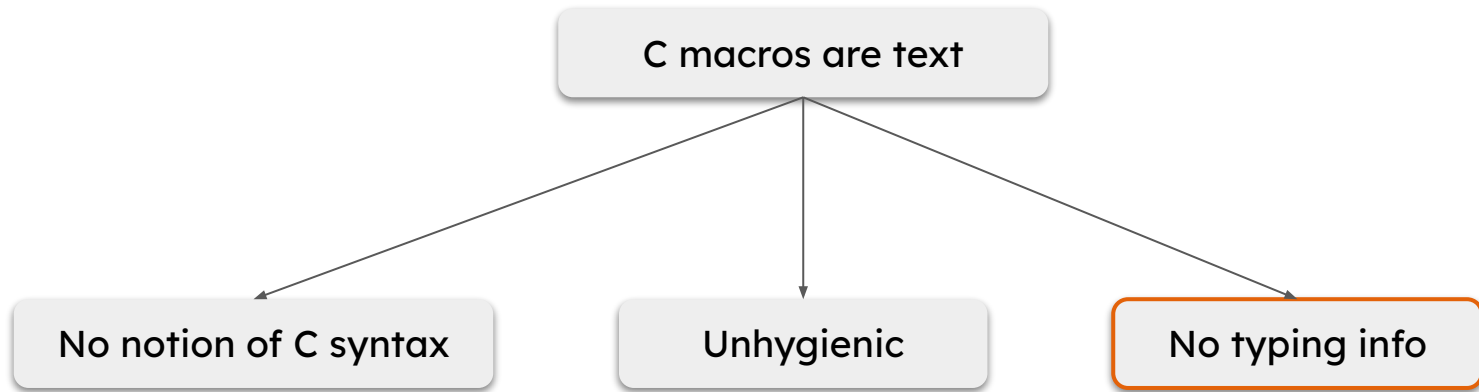 C macros are text
No notion of C syntax
Unhygienic
No typing info